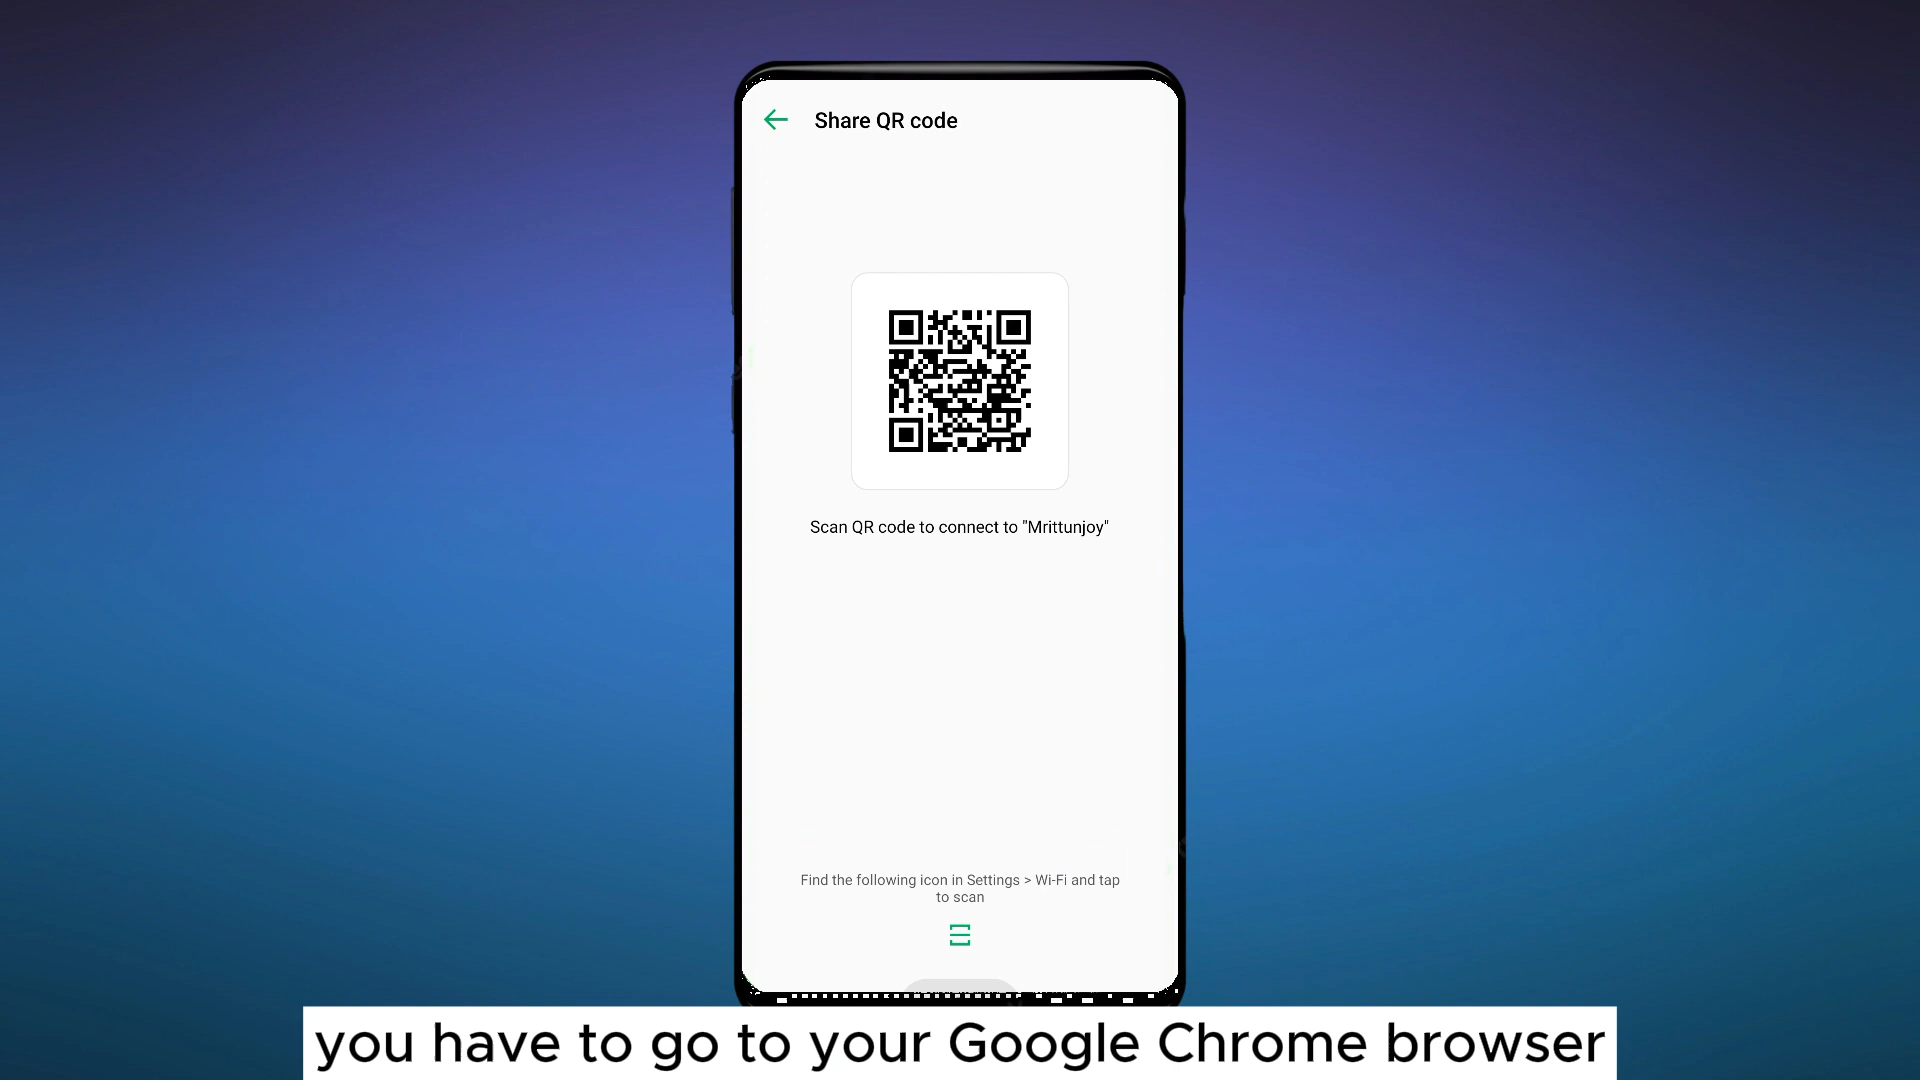 Share QR code
Scan QR code to connect to "Mrittunjoy"
Find the following icon in Settings > Wi-Fi and tap
to scan
you have to go to your Google Chrome browser